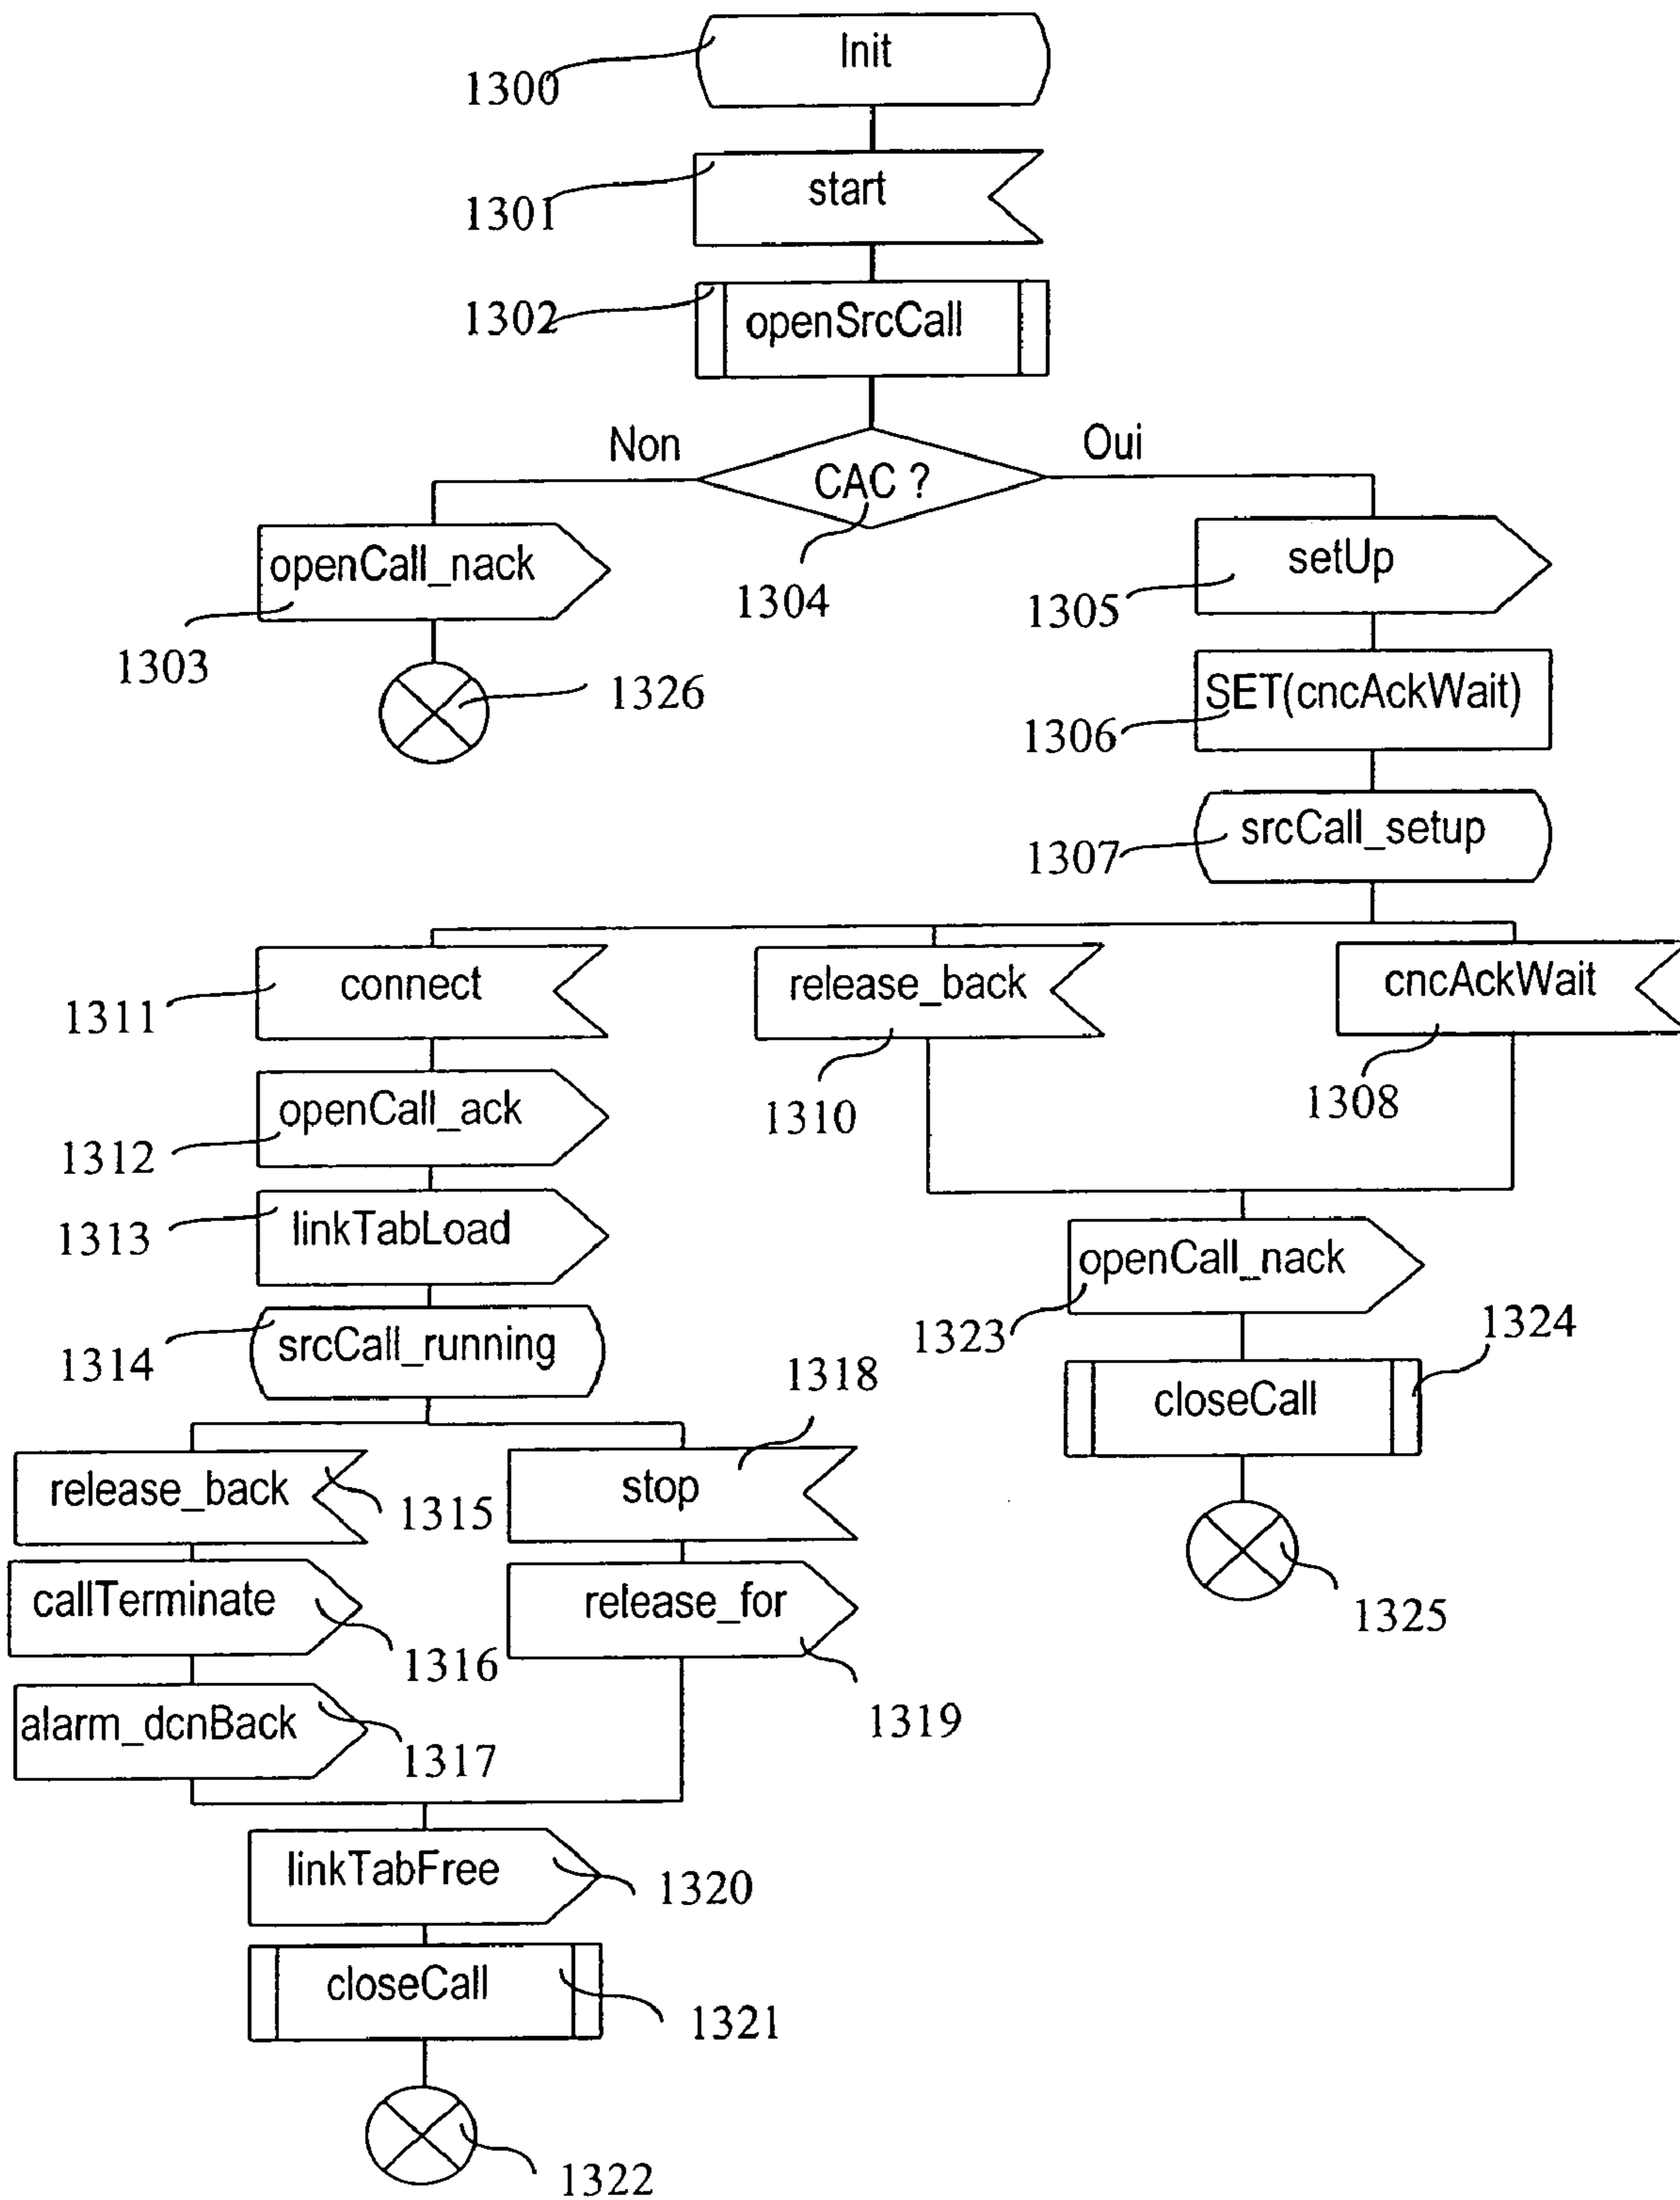 Init
1300
start
1301
openSrcCall
1302
Non
Oui
CAC ?
1304
openCall_nack
1303
1326
setUp
1305
SET(cncAckWait)
1306
srcCall_setup
1307
connect
1311
release_back
1310
cncAckWait
1308
openCall_ack
1312
linkTabLoad
1313
openCall_nack
1323
srcCall_running
1314
1318
closeCall
1324
release_back
1315
stop
1325
callTerminate
1316
release_for
1319
alarm_dcnBack
1317
linkTabFree
1320
closeCall
1321
1322